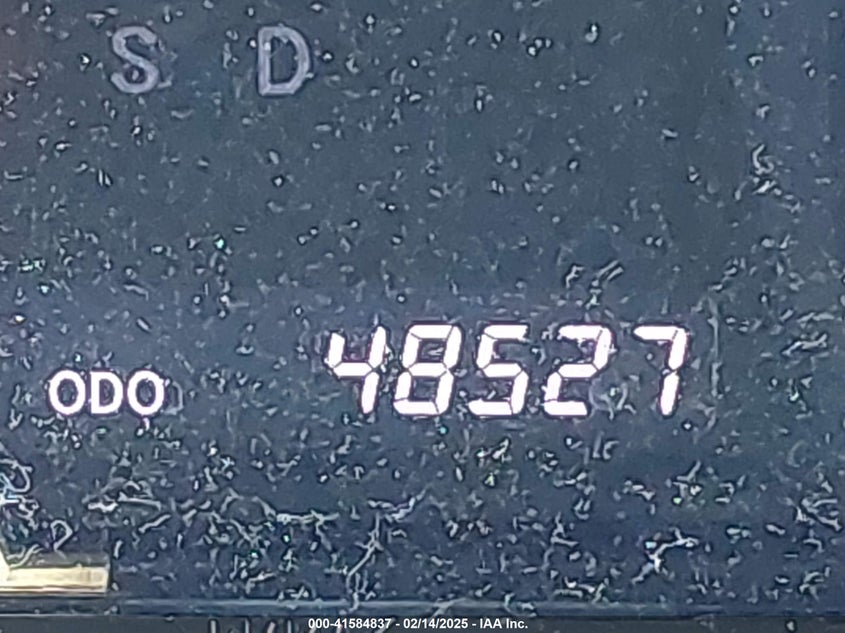 S D
ODO 48527
000-41584837 - 02/14/2025 - IAA Inc.